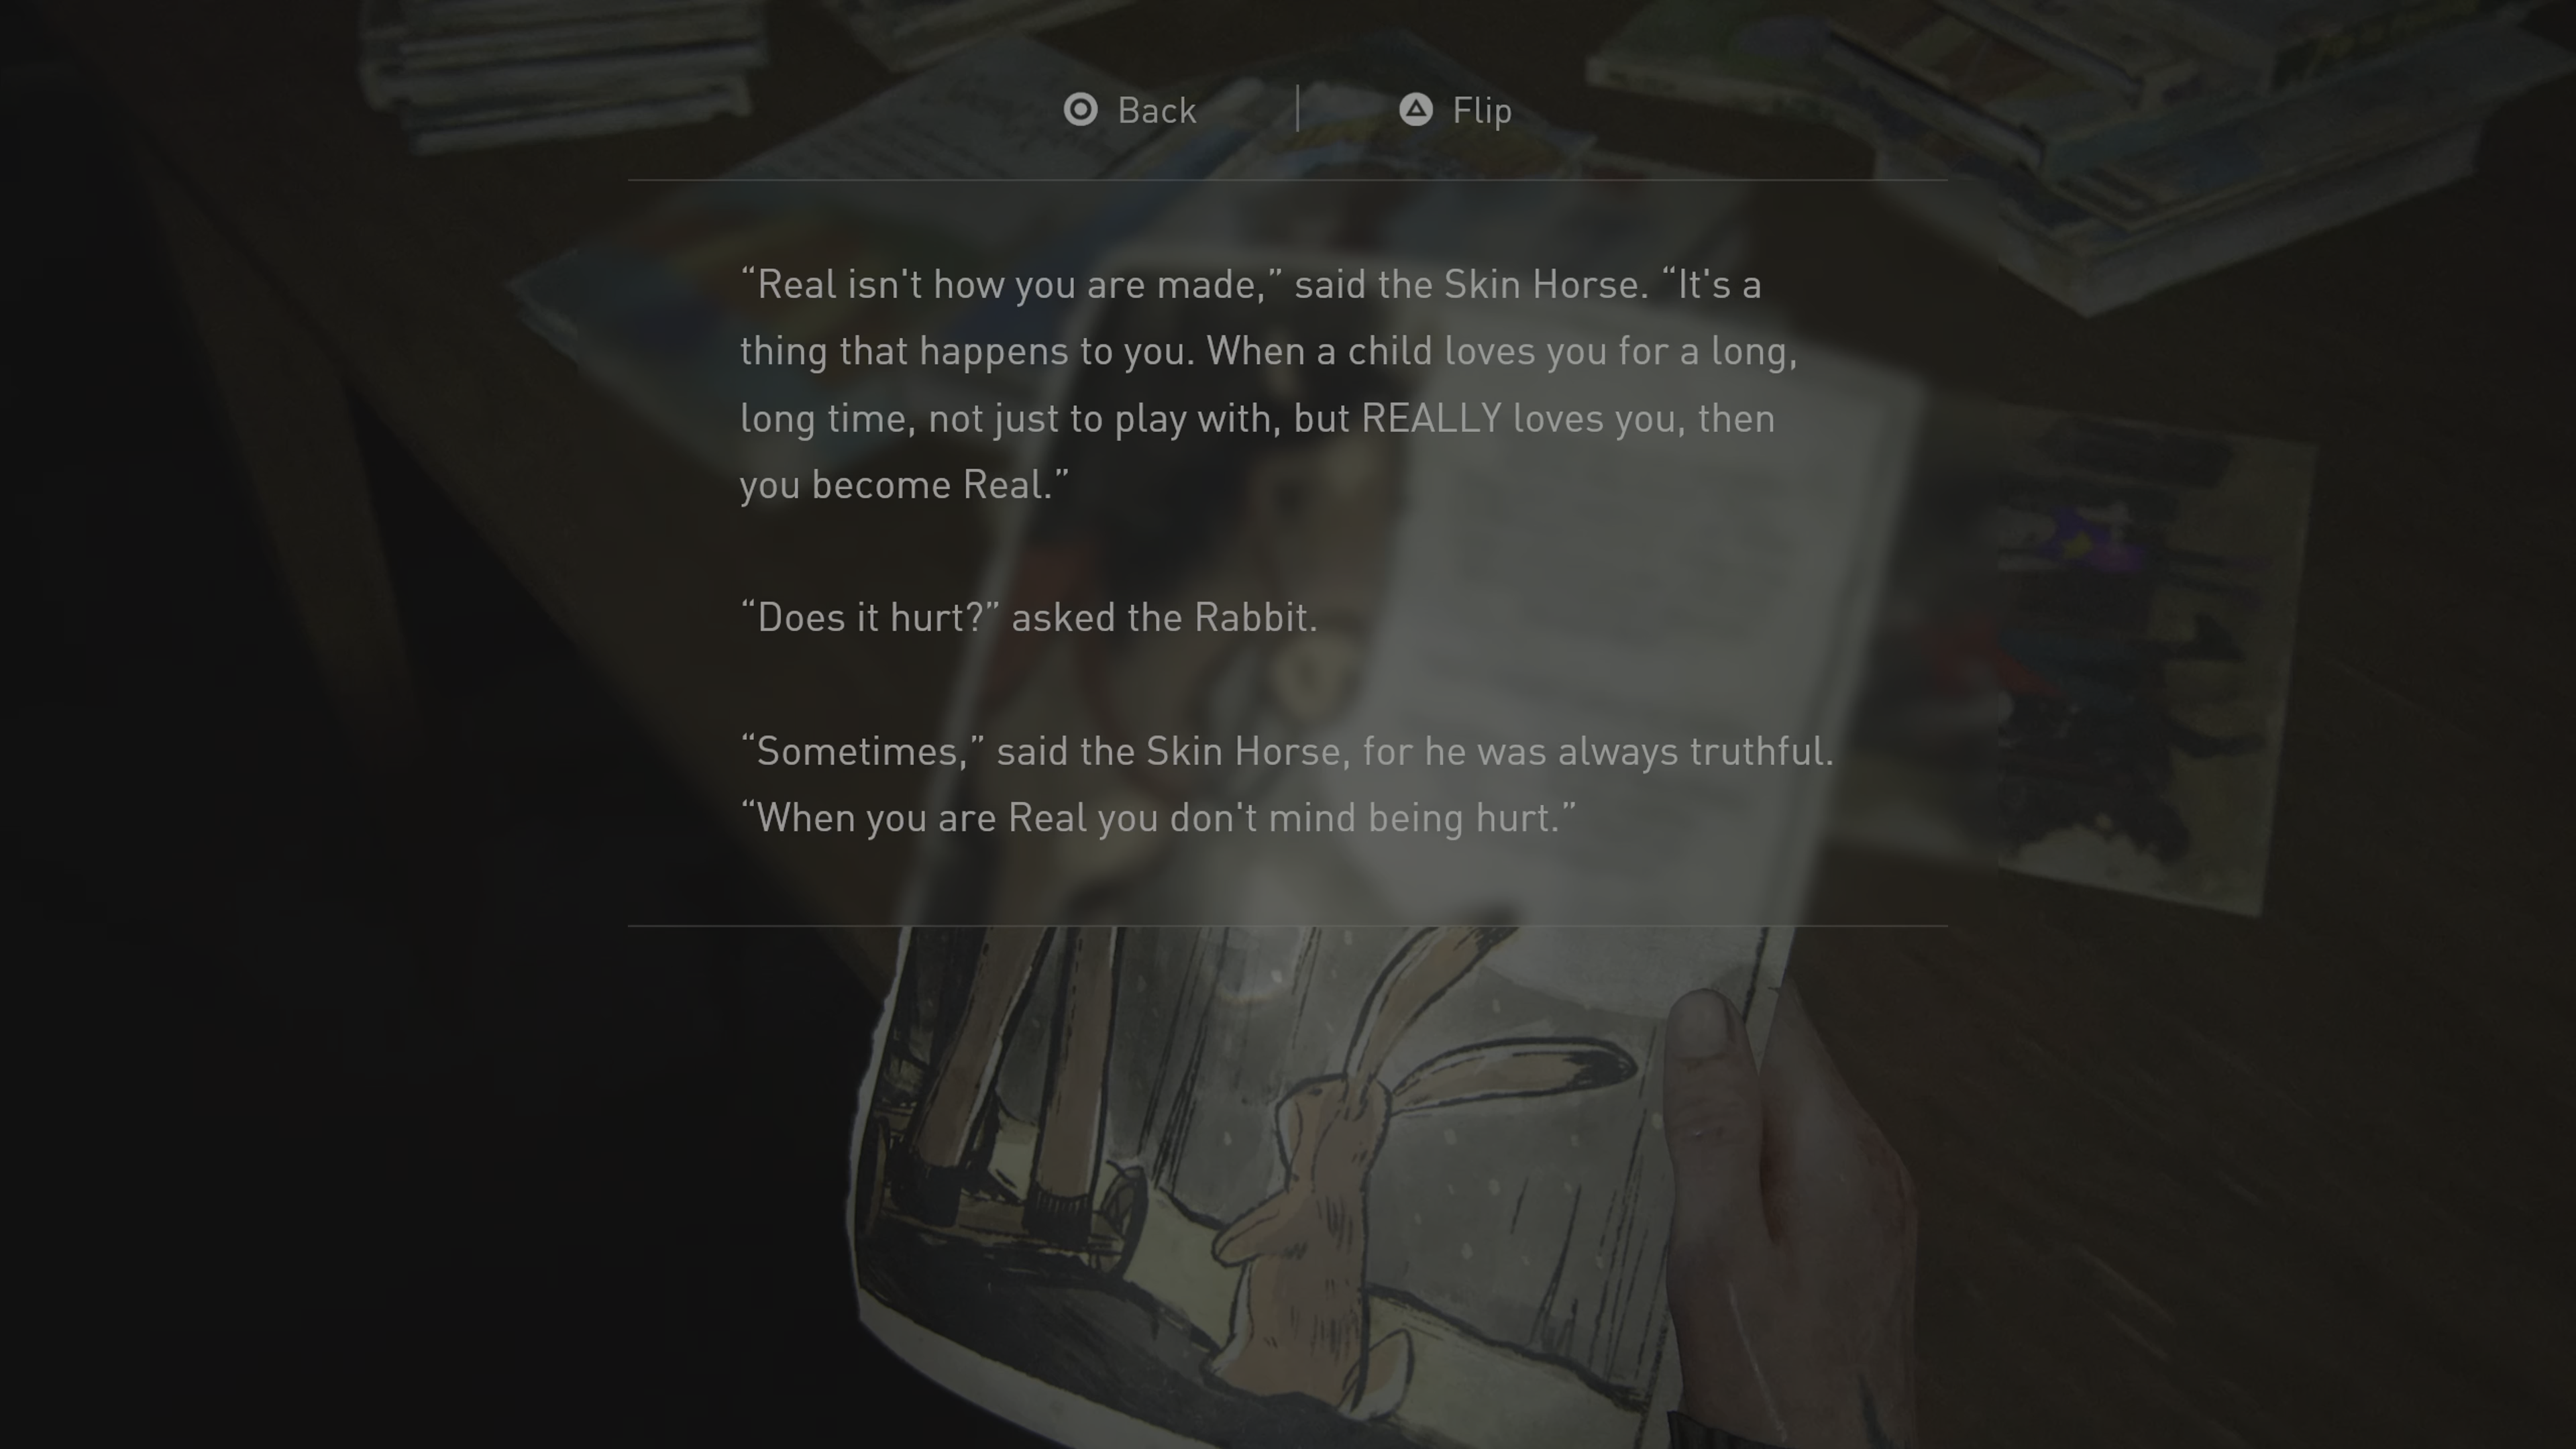 Back | Flip
“Real isn't how you are made,” said the Skin Horse. “It's a
thing that happens to you. When a child loves you for a long,
long time, not just to play with, but REALLY loves you, then
you become Real.”
“Does it hurt?” asked the Rabbit.
“Sometimes,” said the Skin Horse, for he was always truthful.
“When you are Real you don't mind being hurt.”